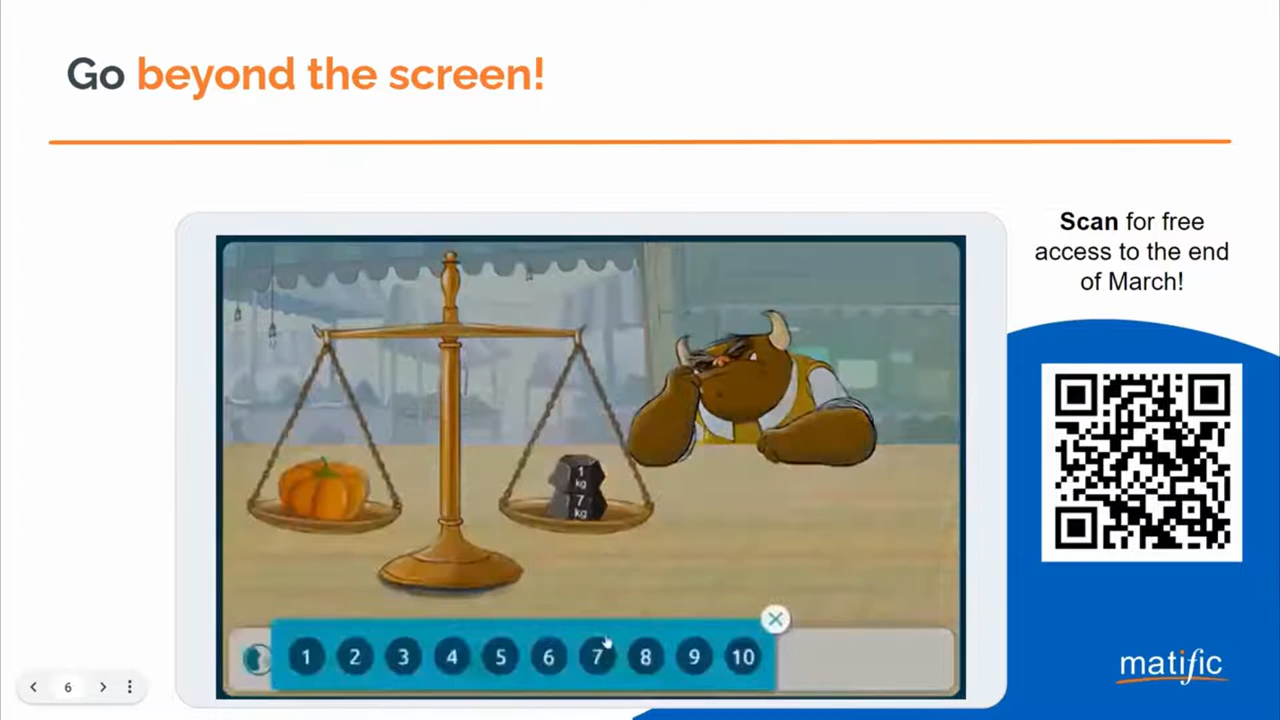 Go beyond the screen!
Scan for free
access to the end
of March!
1
kg
7
kg
1 2 3 4 5 6 7 8 9 10
matific
6